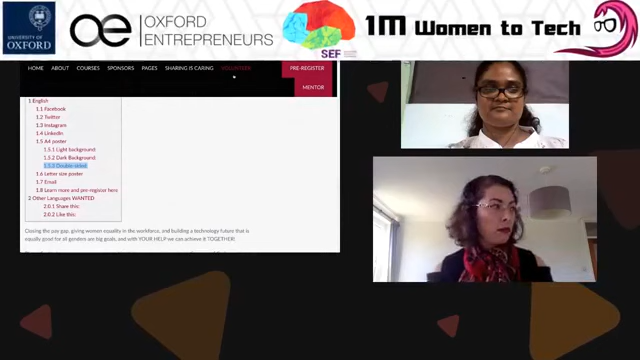 UNIVERSITY OF
OXFORD
oe
OXFORD
ENTREPRENEURS
SEF
1M Women to Tech
HOME ABOUT COURSES SPONSORS PAGES SHARING IS CARING VOLUNTEER
PRE-REGISTER
MENTOR
1 English
1.1 Facebook
1.2 Twitter
1.3 Instagram
1.4 LinkedIn
1.5 A4 poster
1.5.1 Light background
1.5.2 Dark Background
1.5.3 Double-sided
1.6 Letter size poster
1.7 Email
1.8 Learn more and pre-register here
2 Other Languages WANTED
2.0.1 Share this:
2.0.2 Like this:
Closing the pay gap, giving women equality in the workforce, and building a technology future that is
equally good for all genders are big goals, and with YOUR HELP we can achieve it TOGETHER!